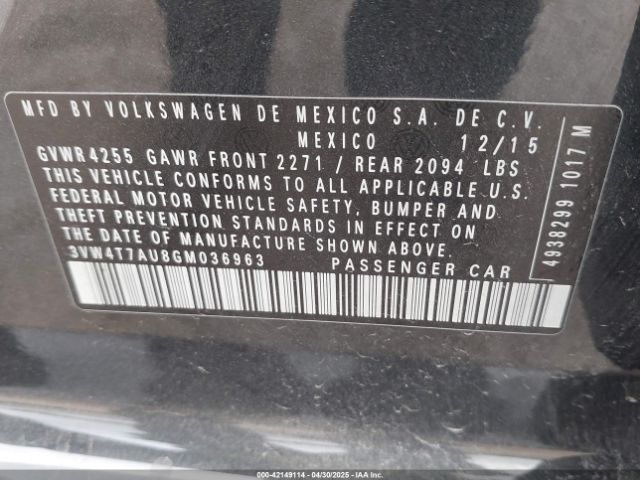 MFD BY VOLKSWAGEN DE MEXICO S.A. DE C.V.
MEXICO 12/15
GVWR 4255 GAWR FRONT 2271 / REAR 2094 LBS
THIS VEHICLE CONFORMS TO ALL APPLICABLE U.S.
FEDERAL MOTOR VEHICLE SAFETY, BUMPER AND
THEFT PREVENTION STANDARDS IN EFFECT ON
THE DATE OF MANUFACTURE SHOWN ABOVE.
3VW4T7AU8GM036963 PASSENGER CAR
4938299 1017 M
000-42149114 - 04/30/2025 - IAAI Inc.